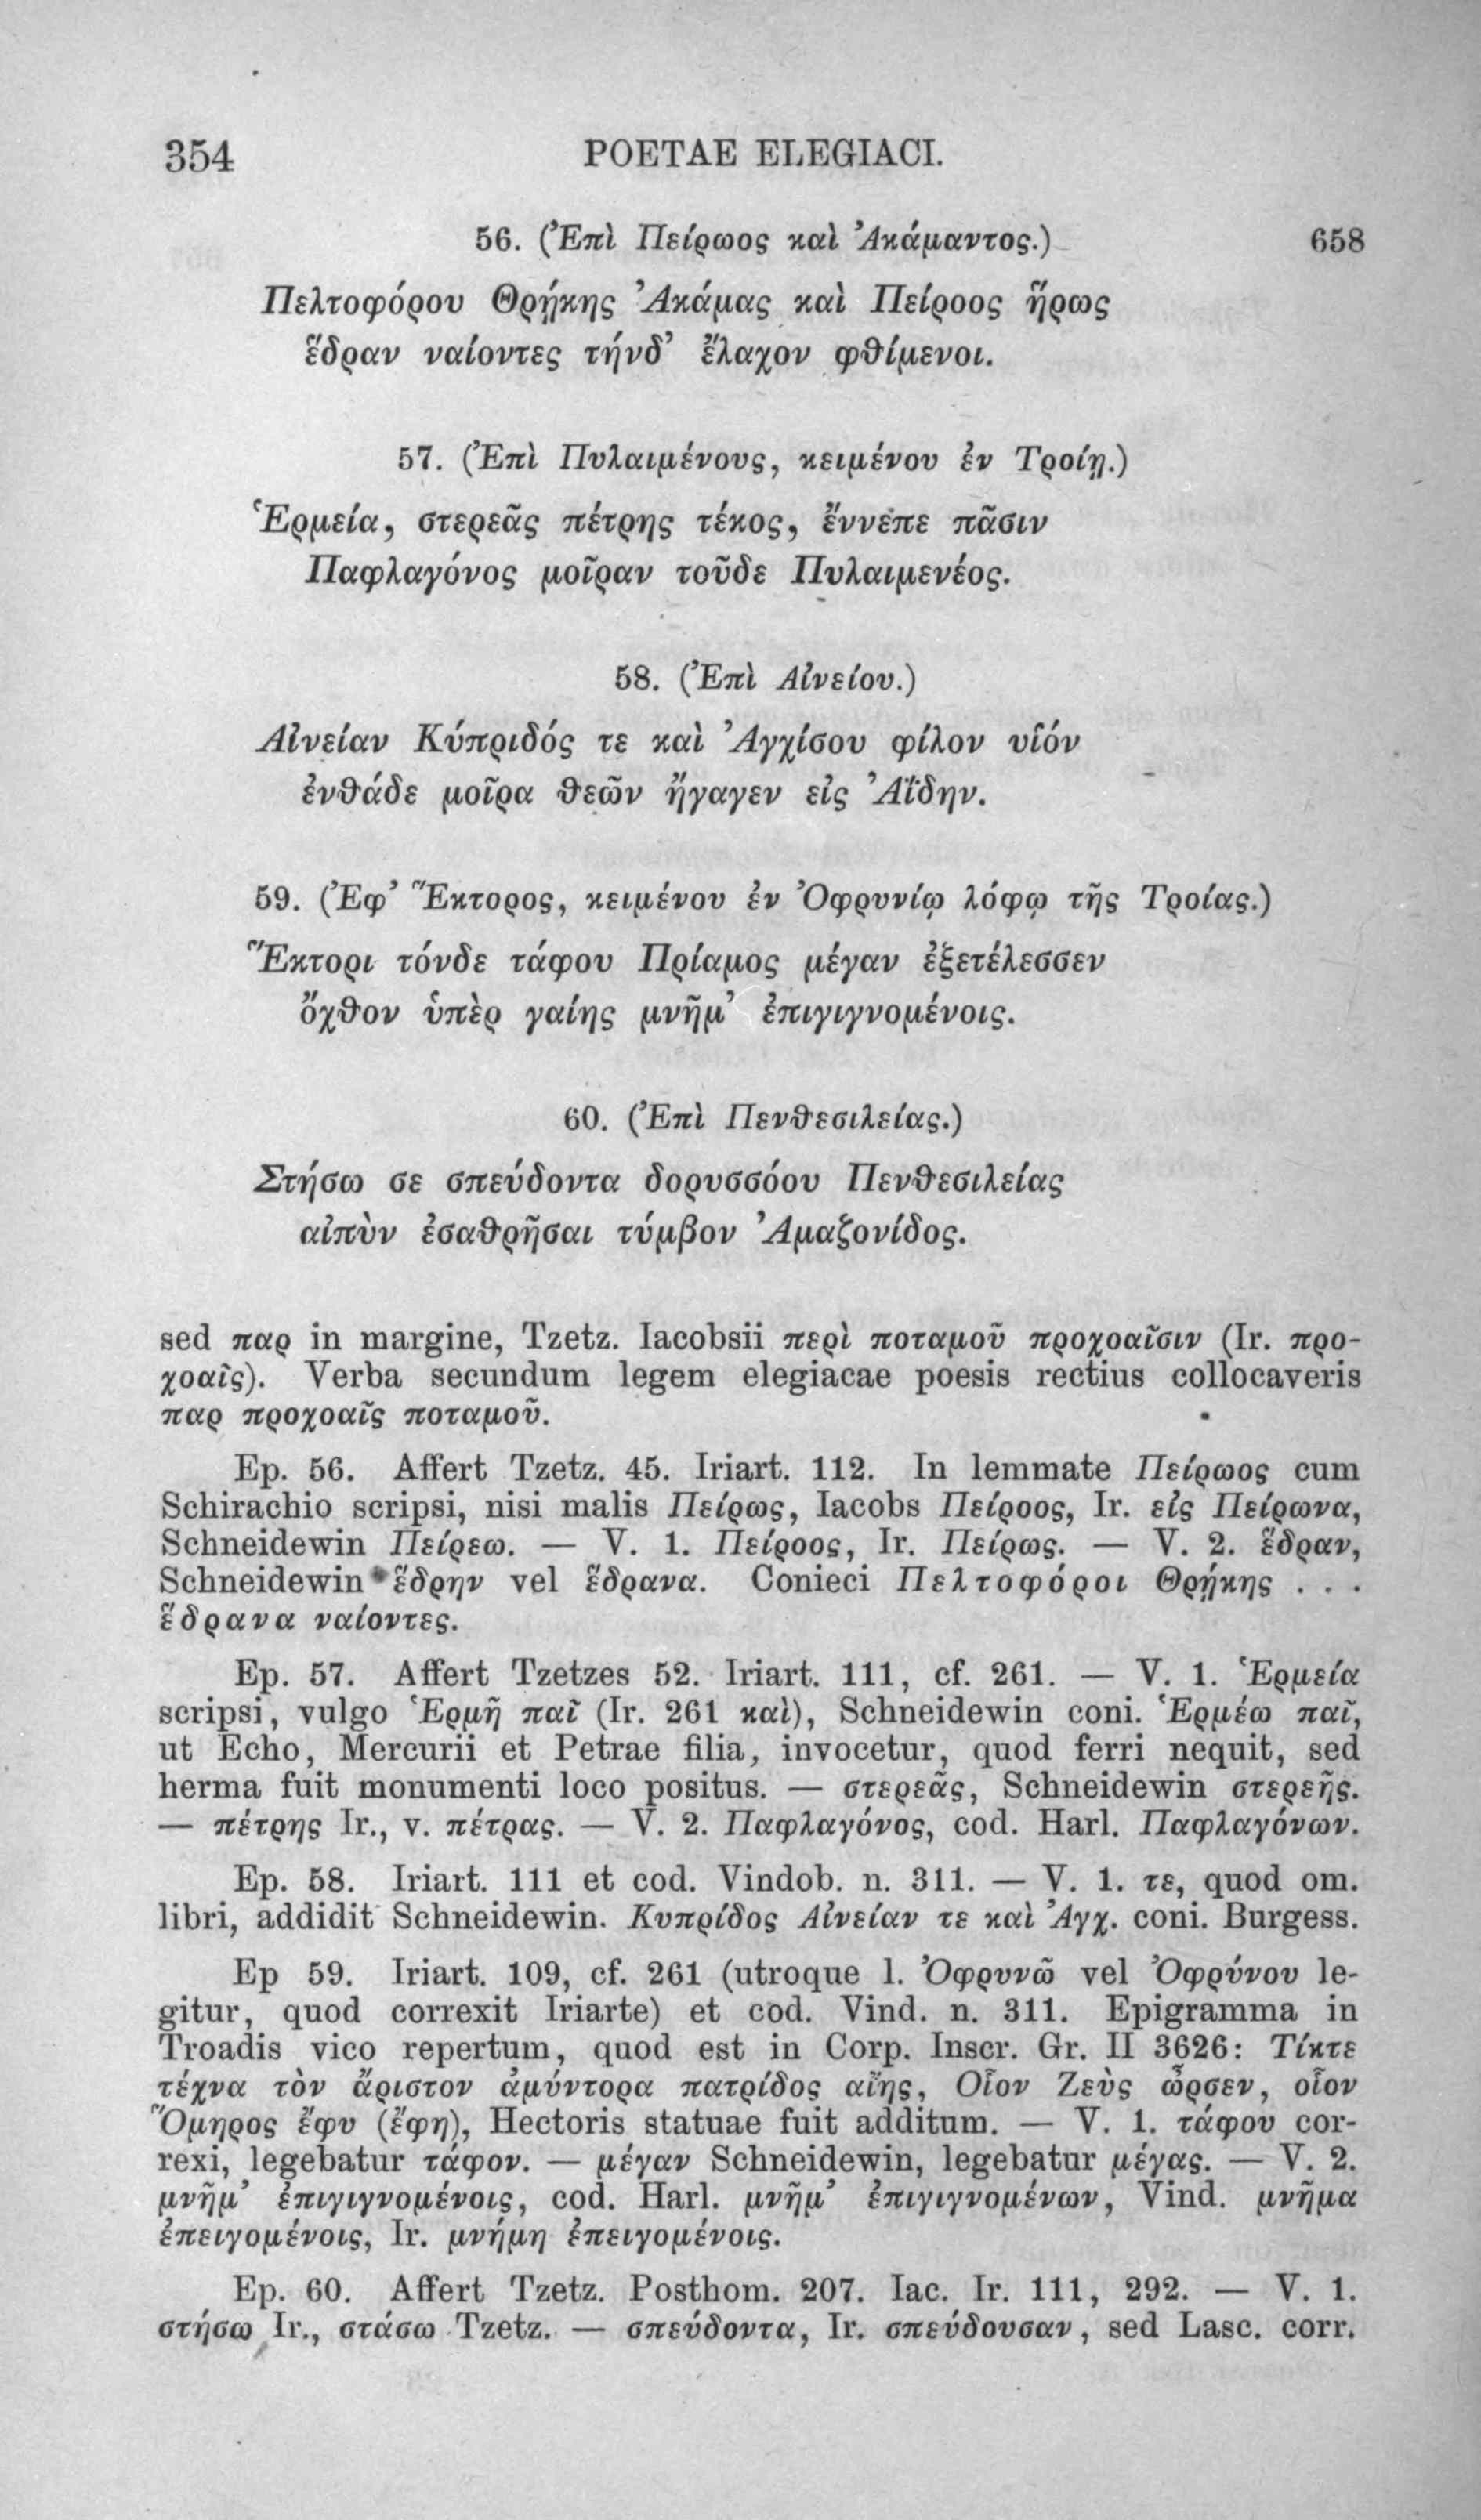 354 POETAE ELEGIACI.
56. (Ἐπὶ Πείρωος καὶ Ἀκάμαντος.) 658
Πελτοφόρου Θρῄκης Ἀκάμας καὶ Πείροος ἥρως
ἕδραν ναίοντες τήνδ’ ἔλαχον φθίμενοι.
57. (Ἐπὶ Πυλαιμένους, κειμένου ἐν Τροίῃ.)
Ἑρμεία, στερεᾶς πέτρης τέκος, ἔννεπε πᾶσιν
Παφλαγόνος μοῖραν τοῦδε Πυλαιμενέος.
58. (Ἐπὶ Αἰνείου.)
Αἰνείαν Κύπριδός τε καὶ Ἀγχίσου φίλον υἱόν
ἐνθάδε μοῖρα θεῶν ἤγαγεν εἰς Ἀΐδην.
59. (Ἐφ’ Ἕκτορος, κειμένου ἐν Ὀφρυνίῳ λόφῳ τῆς Τροίας.)
Ἕκτορι τόνδε τάφου Πρίαμος μέγαν ἐξετέλεσσεν
ὄχθον ὑπὲρ γαίης μνῆμ’ ἐπιγιγνομένοις.
60. (Ἐπὶ Πενθεσιλείας.)
Στήσω σε σπεύδοντα δορυσσόου Πενθεσιλείας
αἰπὺν ἐσαθρῆσαι τύμβον Ἀμαζονίδος.
sed παρ in margine, Tzetz. Iacobsii περὶ ποταμοῦ προχοαῖσιν (Ir. προ-
χοαῖς). Verba secundum legem elegiacae poesis rectius collocaveris
παρ προχοαῖς ποταμοῦ.
Ep. 56. Affert Tzetz. 45. Iriart. 112. In lemmate Πείρωος cum
Schirachio scripsi, nisi malis Πείρως, Iacobs Πείροος, Ir. εἰς Πείρωνα,
Schneidewin Πείρεω. — V. 1. Πείροος, Ir. Πείρως. — V. 2. ἕδραν,
Schneidewin ἕδρην vel ἕδρανα. Conieci Πελτοφόροι Θρῄκης . . .
ἕδρανα ναίοντες.
Ep. 57. Affert Tzetzes 52. Iriart. 111, cf. 261. — V. 1. Ἑρμεία
scripsi, vulgo Ἑρμῆ παῖ (Ir. 261 καὶ), Schneidewin coni. Ἑρμέω παῖ,
ut Echo, Mercurii et Petrae filia, invocetur, quod ferri nequit, sed
herma fuit monumenti loco positus. — στερεᾶς, Schneidewin στερεῆς.
— πέτρης Ir., v. πέτρας. — V. 2. Παφλαγόνος, cod. Harl. Παφλαγόνων.
Ep. 58. Iriart. 111 et cod. Vindob. n. 311. — V. 1. τε, quod om.
libri, addidit Schneidewin. Κυπρίδος Αἰνείαν τε καὶ Ἀγχ. coni. Burgess.
Ep 59. Iriart. 109, cf. 261 (utroque l. Ὀφρυνῶ vel Ὀφρύνου le-
gitur, quod correxit Iriarte) et cod. Vind. n. 311. Epigramma in
Troadis vico repertum, quod est in Corp. Inscr. Gr. II 3626: Τίκτε
τέχνα τὸν ἄριστον ἀμύντορα πατρίδος αἴης, Οἷον Ζεὺς ὦρσεν, οἷον
Ὅμηρος ἔφυ (ἔφη), Hectoris statuae fuit additum. — V. 1. τάφου cor-
rexi, legebatur τάφον. — μέγαν Schneidewin, legebatur μέγας. — V. 2.
μνῆμ’ ἐπιγιγνομένοις, cod. Harl. μνῆμ’ ἐπιγιγνομένων, Vind. μνῆμα
ἐπειγομένοις, Ir. μνήμη ἐπειγομένοις.
Ep. 60. Affert Tzetz. Posthom. 207. Iac. Ir. 111, 292. — V. 1.
στήσω Ir., στάσω Tzetz. — σπεύδοντα, Ir. σπεύδουσαν, sed Lasc. corr.